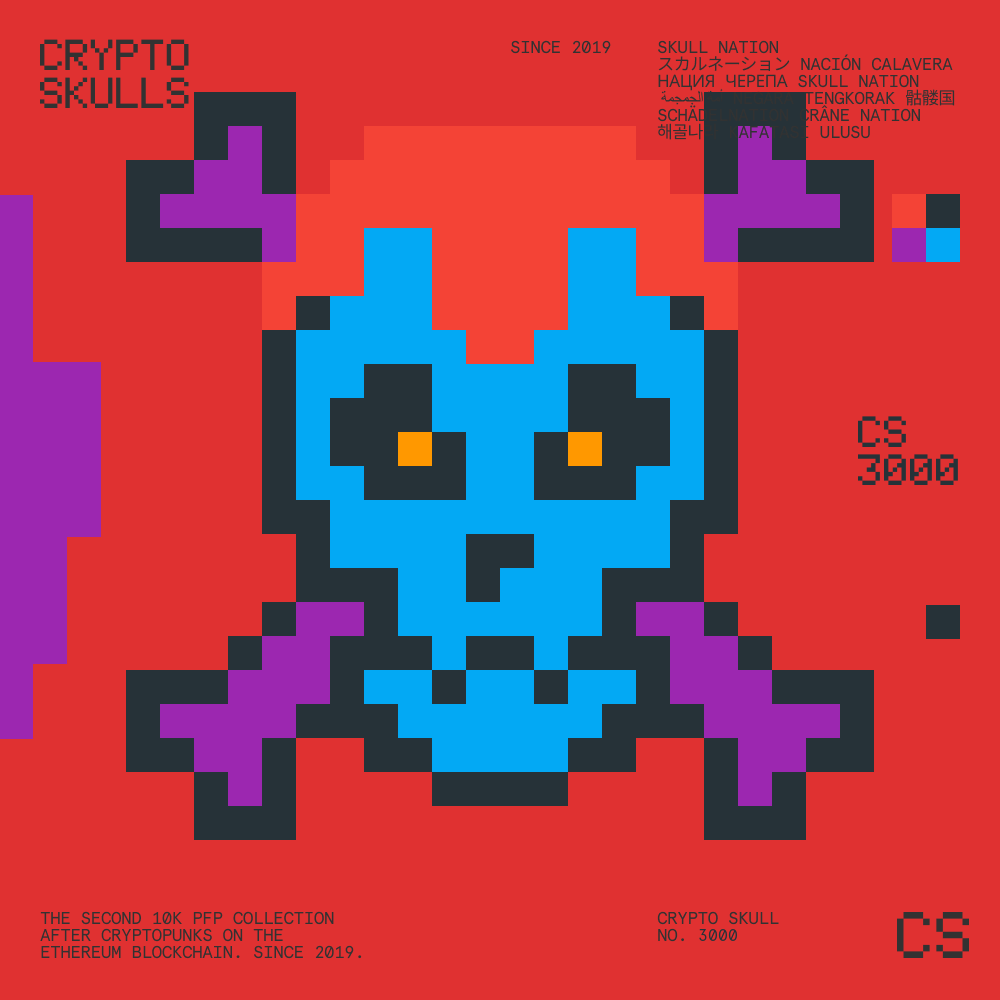 CRYPTO
SKULLS
SINCE 2019
SKULL NATION
スカルネーション NACIÓN CALAVERA
НАЦИЯ ЧЕРЕПА SKULL NATION
TENGKORAK 骷髅国
CRÂNE NATION
해골나 ULUSU
CS
3000
THE SECOND 10K PFP COLLECTION
AFTER CRYPTOPUNKS ON THE
ETHEREUM BLOCKCHAIN. SINCE 2019.
CRYPTO SKULL
NO. 3000
CS